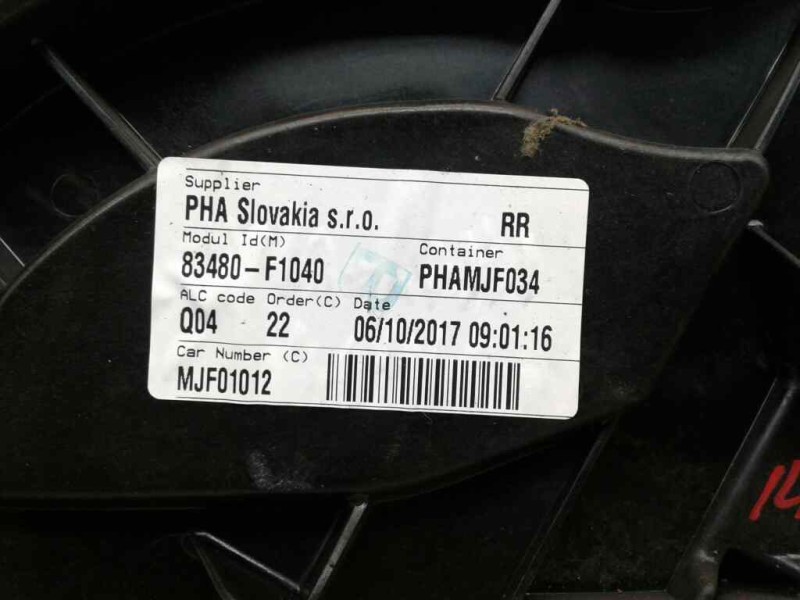 Supplier
PHA Slovakia s.r.o. RR
Modul Id(M) Container
83480-F1040 PHAMJF034
ALC code Order(C) Date
Q04 22 06/10/2017 09:01:16
Car Number (C)
MJF01012